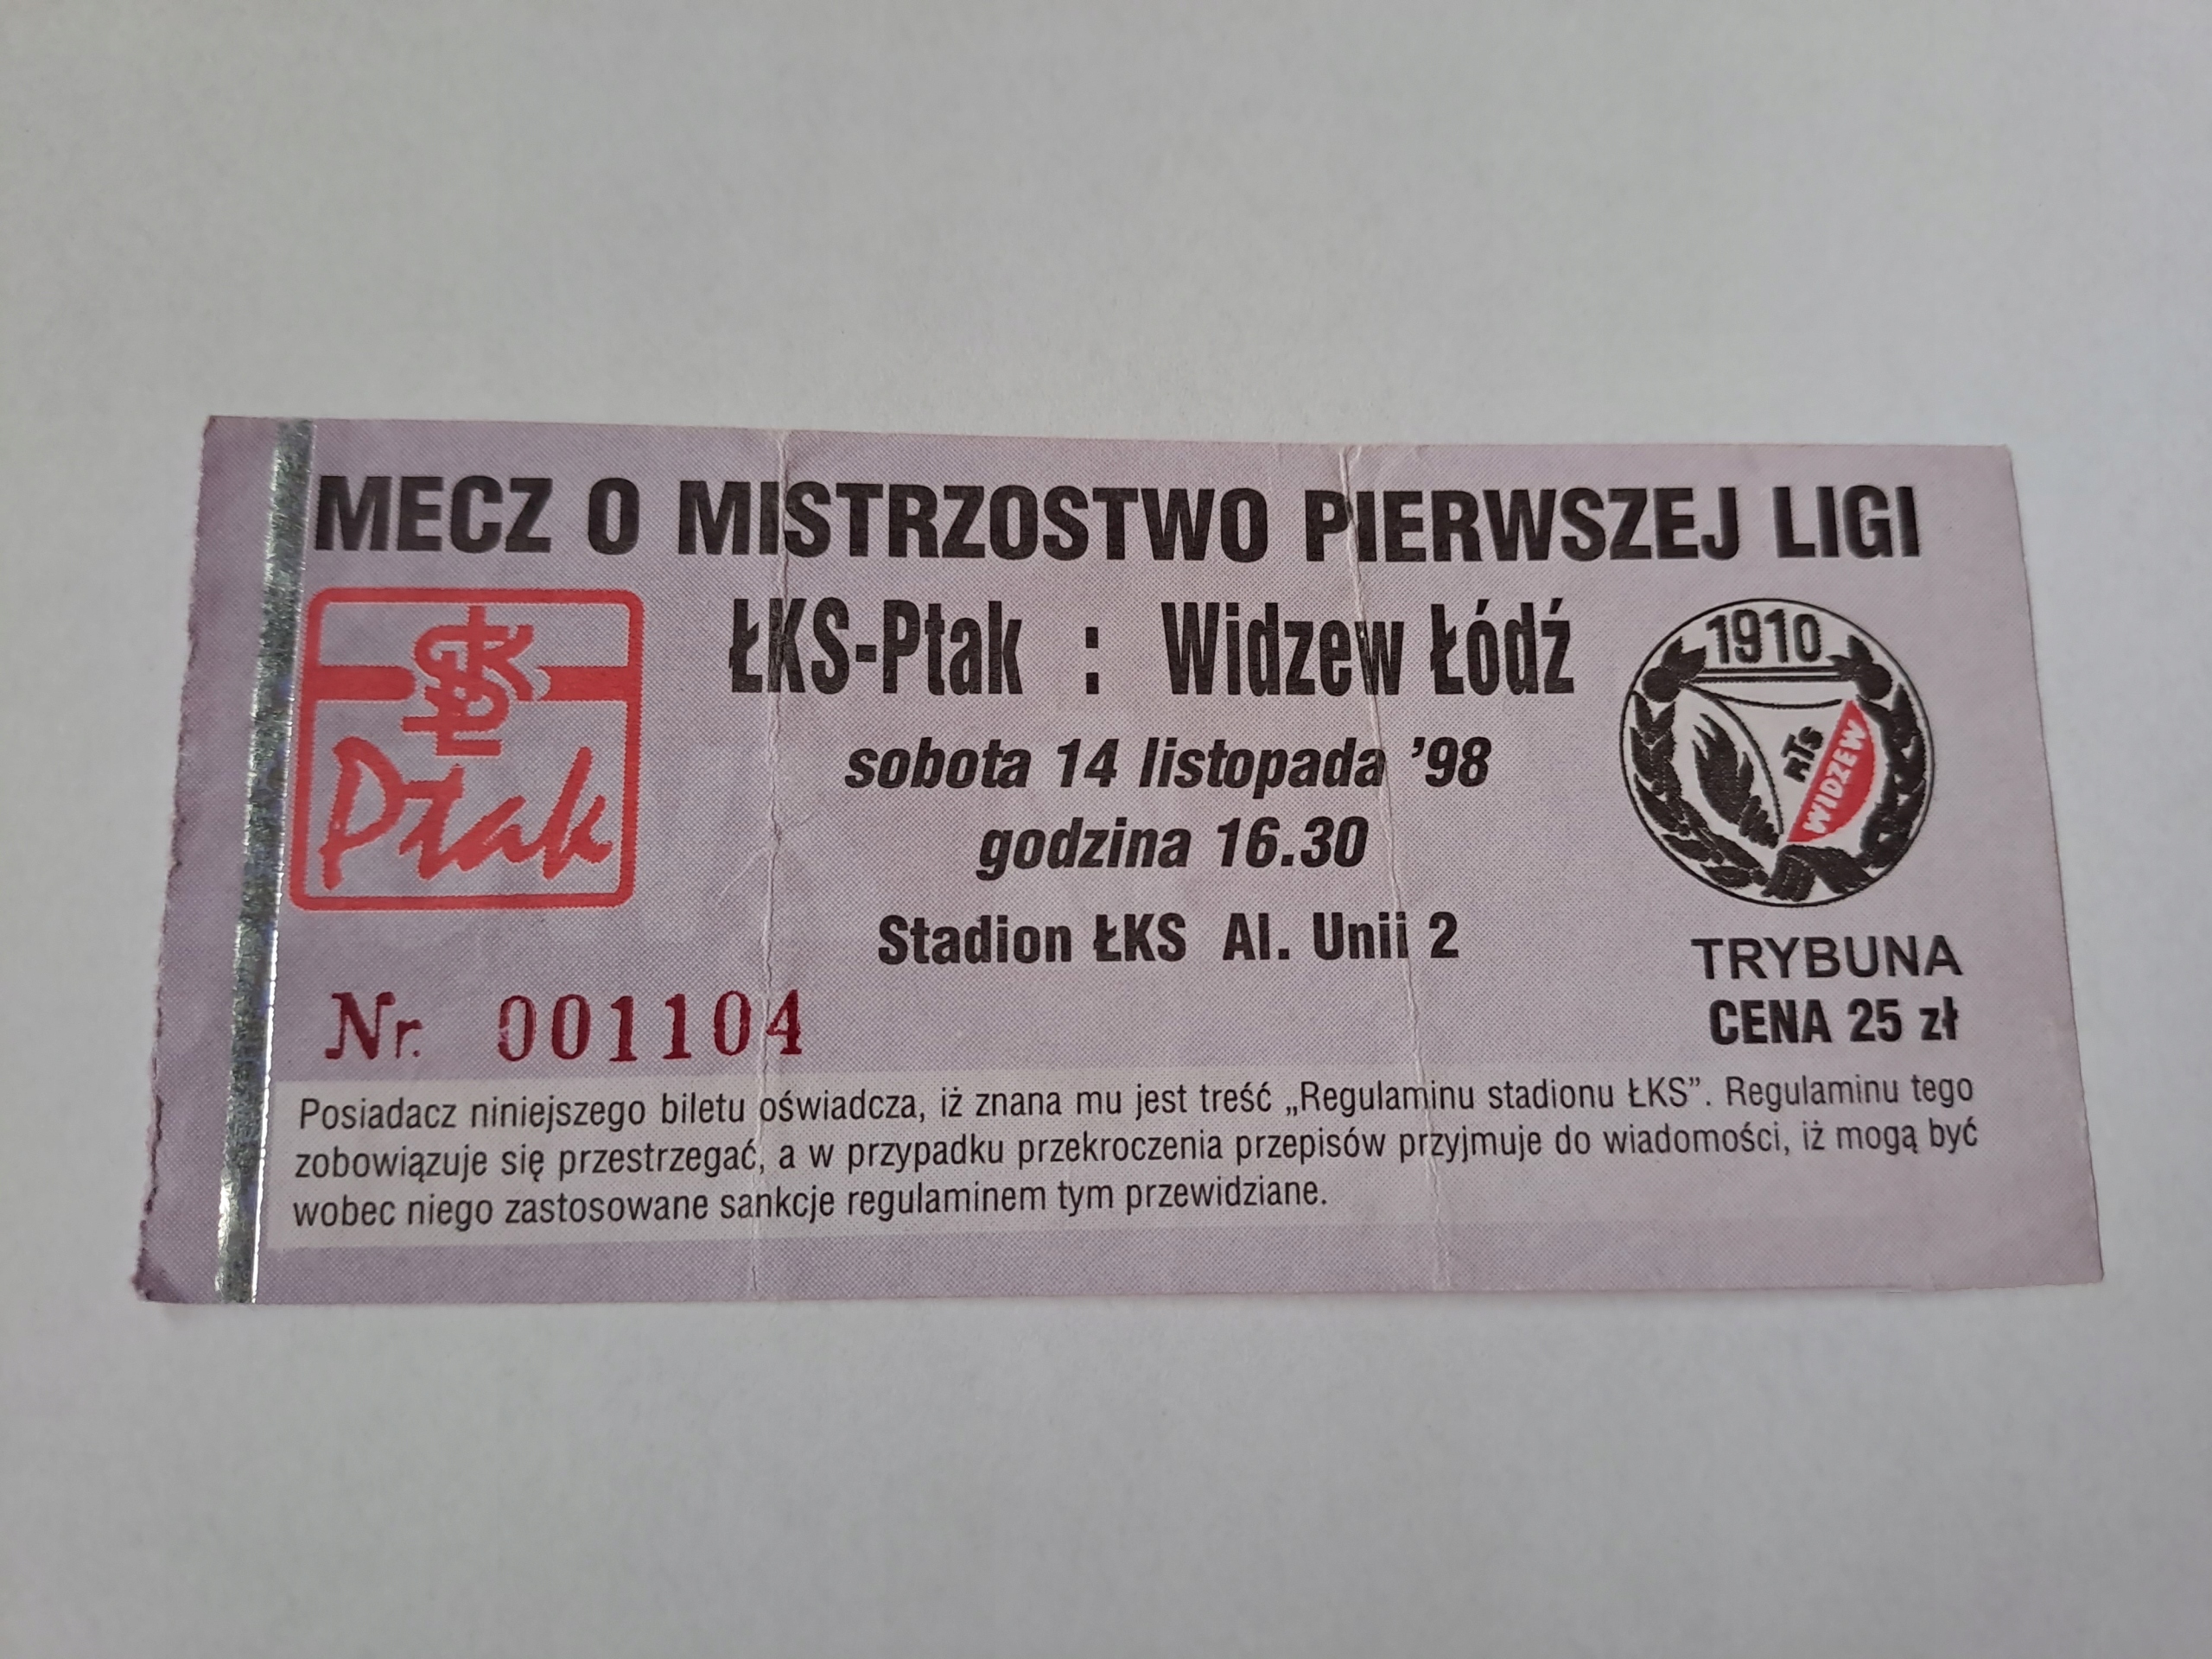 MECZ O MISTRZOSTWO PIERWSZEJ LIGI
ŁKS
Ptak
ŁKS-Ptak : Widzew Łódź
sobota 14 listopada '98
godzina 16.30
Stadion ŁKS Al. Unii 2
1910
RTS
WIDZEW
TRYBUNA
CENA 25 zł
Nr. 001104
Posiadacz niniejszego biletu oświadcza, iż znana mu jest treść „Regulaminu stadionu ŁKS”. Regulaminu tego
zobowiązuje się przestrzegać, a w przypadku przekroczenia przepisów przyjmuje do wiadomości, iż mogą być
wobec niego zastosowane sankcje regulaminem tym przewidziane.